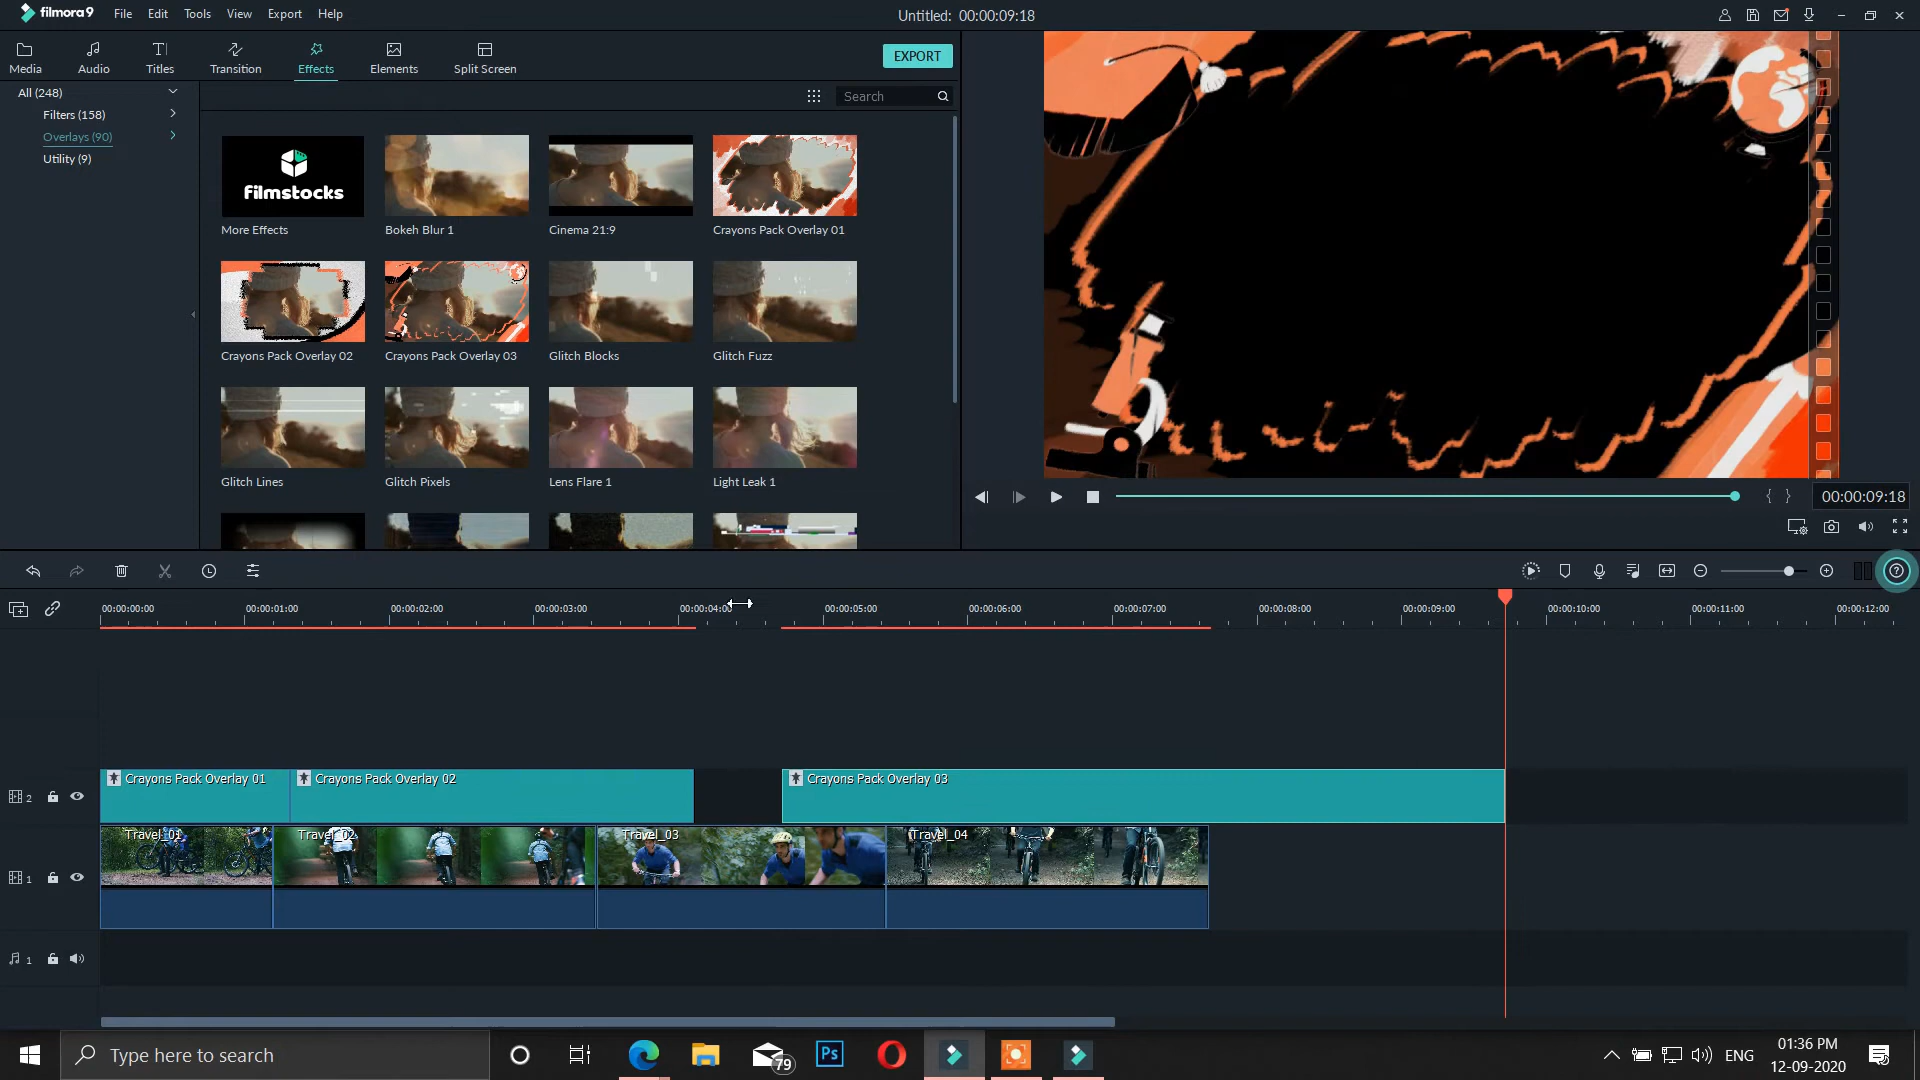 filmora9 File Edit Tools View Export Help
Untitled: 00:00:09:18
Media Audio Titles Transition Effects Elements Split Screen
EXPORT
All (248)
Filters (158)
Overlays (90)
Utility (9)
Search
filmstocks
More Effects
Bokeh Blur 1
Cinema 21:9
Crayons Pack Overlay 01
Crayons Pack Overlay 02
Crayons Pack Overlay 03
Glitch Blocks
Glitch Fuzz
Glitch Lines
Glitch Pixels
Lens Flare 1
Light Leak 1
00:00:09:18
00:00:00:00 00:00:01:00 00:00:02:00 00:00:03:00 00:00:04:00 00:00:05:00 00:00:06:00 00:00:07:00 00:00:08:00 00:00:09:00 00:00:10:00 00:00:11:00 00:00:12:00
2
Crayons Pack Overlay 01
Crayons Pack Overlay 02
Crayons Pack Overlay 03
1
Travel_01
Travel_02
Travel_03
Travel_04
1
Type here to search
79
Ps
ENG
01:36 PM
12-09-2020